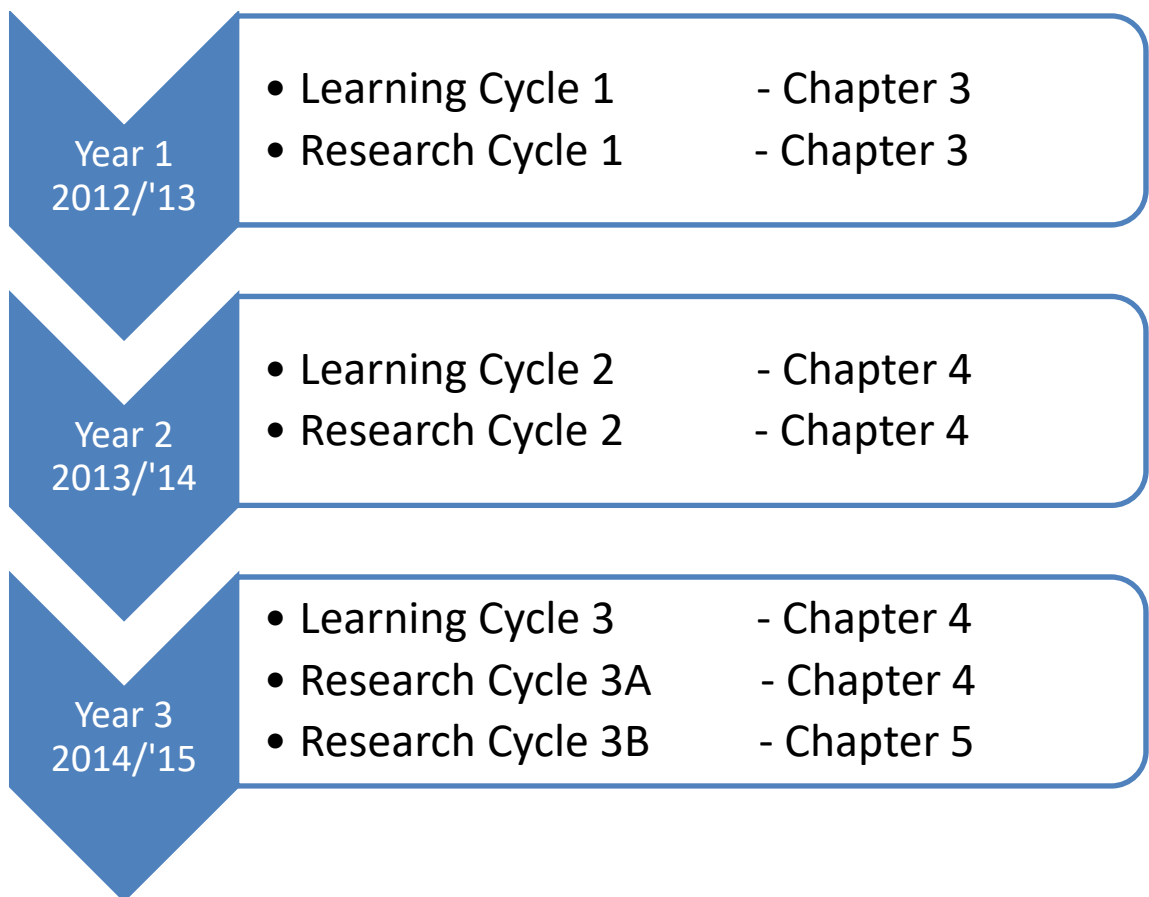 Year 1
2012/'13
• Learning Cycle 1 - Chapter 3
• Research Cycle 1 - Chapter 3
Year 2
2013/'14
• Learning Cycle 2 - Chapter 4
• Research Cycle 2 - Chapter 4
Year 3
2014/'15
• Learning Cycle 3 - Chapter 4
• Research Cycle 3A - Chapter 4
• Research Cycle 3B - Chapter 5